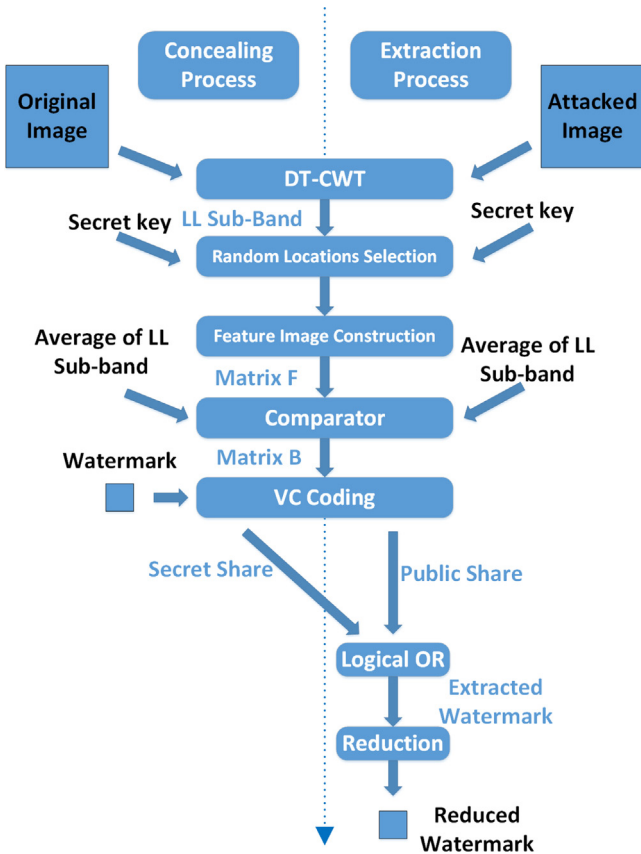 Concealing
Process
Extraction
Process
Original
Image
Attacked
Image
DT-CWT
Secret key
LL Sub-Band
Secret key
Random Locations Selection
Average of LL
Sub-band
Feature Image Construction
Average of LL
Sub-band
Matrix F
Comparator
Watermark
Matrix B
VC Coding
Secret Share
Public Share
Logical OR
Extracted
Watermark
Reduction
Reduced
Watermark